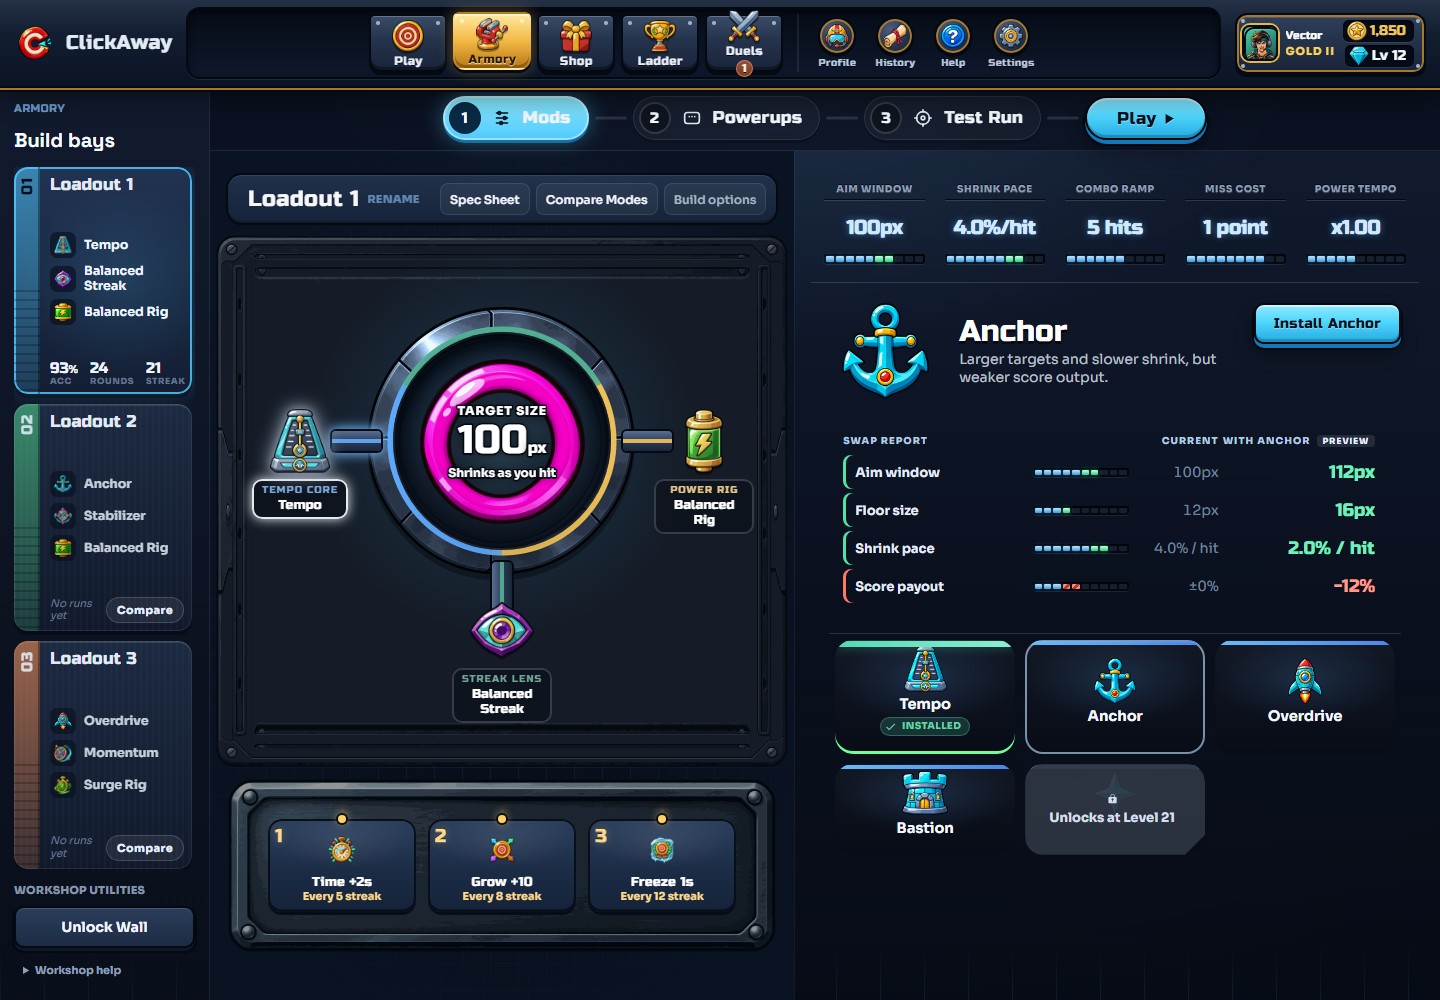 ClickAway
Play
Armory
Shop
Ladder
Duels
1
Profile
History
Help
Settings
Vector
GOLD II
1,850
Lv 12
ARMORY
Build bays
1 Mods
2 Powerups
3 Test Run
Play
01
Loadout 1
Tempo
Balanced
Streak
Balanced Rig
93% 24 21
ACC ROUNDS STREAK
02
Loadout 2
Anchor
Stabilizer
Balanced Rig
No runs
yet
Compare
03
Loadout 3
Overdrive
Momentum
Surge Rig
No runs
yet
Compare
WORKSHOP UTILITIES
Unlock Wall
Workshop help
Loadout 1 RENAME
Spec Sheet
Compare Modes
Build options
TARGET SIZE
100px
Shrinks as you hit
TEMPO CORE
Tempo
POWER RIG
Balanced
Rig
STREAK LENS
Balanced
Streak
1
Time +2s
Every 5 streak
2
Grow +10
Every 8 streak
3
Freeze 1s
Every 12 streak
AIM WINDOW SHRINK PACE COMBO RAMP MISS COST POWER TEMPO
100px 4.0%/hit 5 hits 1 point x1.00
Anchor
Larger targets and slower shrink, but
weaker score output.
Install Anchor
SWAP REPORT CURRENT WITH ANCHOR PREVIEW
Aim window 100px 112px
Floor size 12px 16px
Shrink pace 4.0% / hit 2.0% / hit
Score payout ±0% -12%
Tempo
INSTALLED
Anchor
Overdrive
Bastion
Unlocks at Level 21